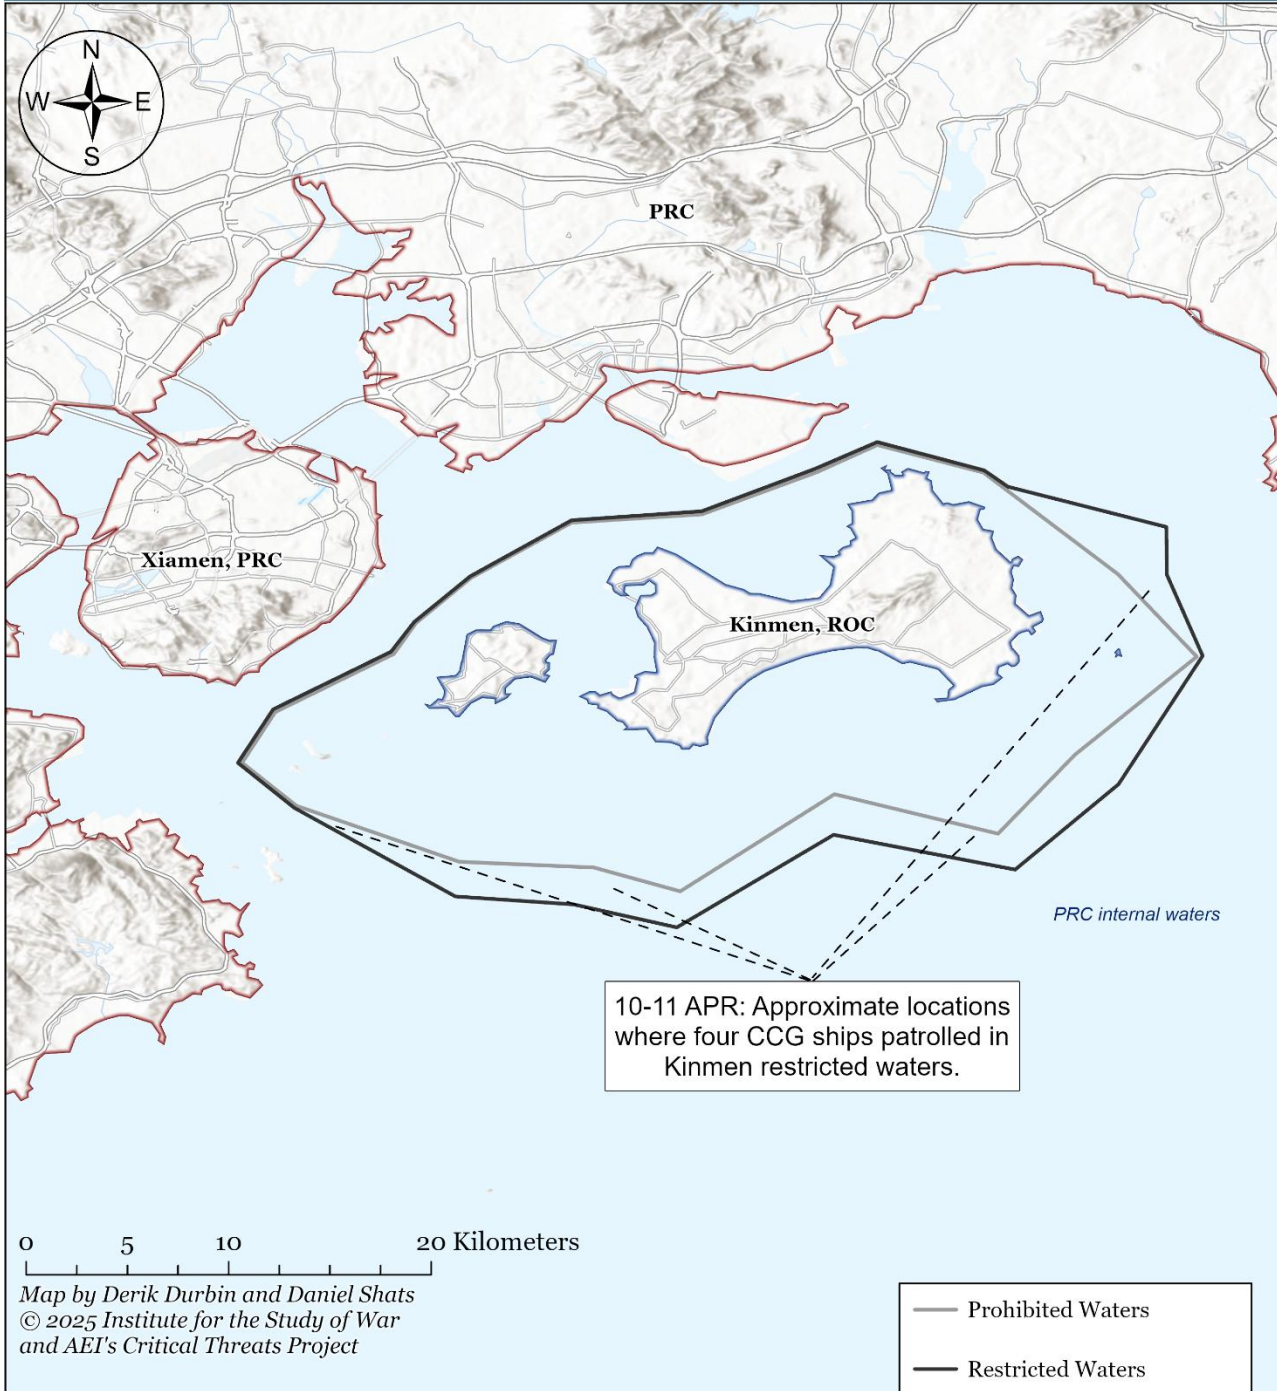 N
W E
S
PRC
Xiamen, PRC
Kinmen, ROC
PRC internal waters
10-11 APR: Approximate locations
where four CCG ships patrolled in
Kinmen restricted waters.
0 5 10 20 Kilometers
Map by Derik Durbin and Daniel Shats
© 2025 Institute for the Study of War
and AEI's Critical Threats Project
Prohibited Waters
Restricted Waters